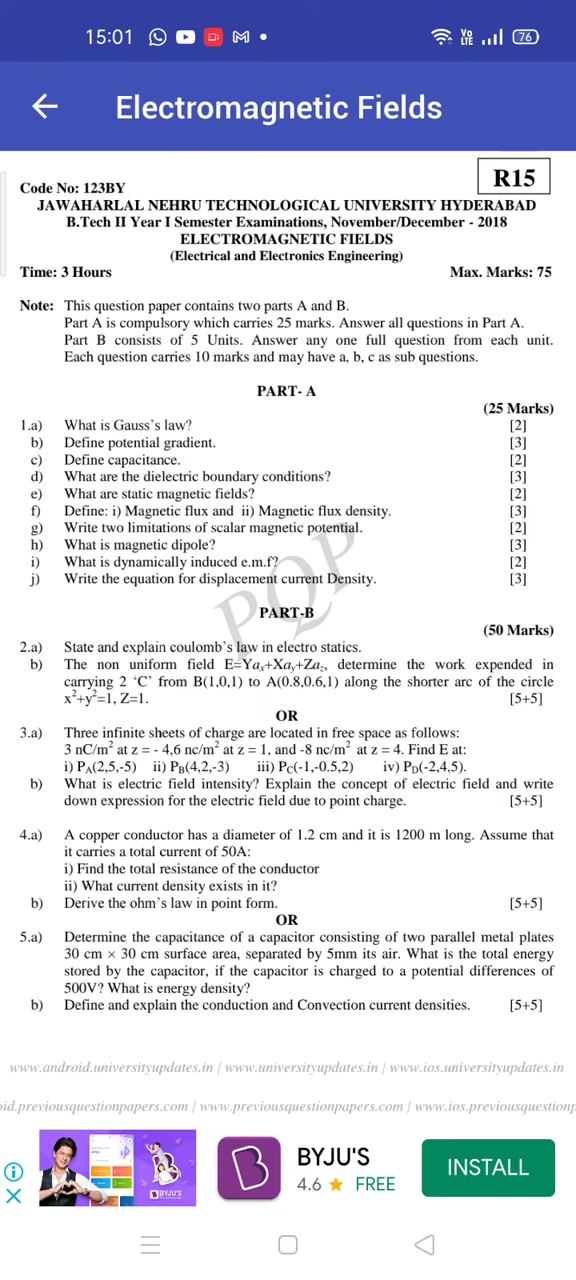 15:01
Vo
LTE
76
Electromagnetic Fields
R15
Code No: 123BY
JAWAHARLAL NEHRU TECHNOLOGICAL UNIVERSITY HYDERABAD
B.Tech II Year I Semester Examinations, November/December - 2018
ELECTROMAGNETIC FIELDS
(Electrical and Electronics Engineering)
Time: 3 Hours Max. Marks: 75
Note: This question paper contains two parts A and B.
Part A is compulsory which carries 25 marks. Answer all questions in Part A.
Part B consists of 5 Units. Answer any one full question from each unit.
Each question carries 10 marks and may have a, b, c as sub questions.
PART- A
(25 Marks)
1.a) What is Gauss's law? [2]
b) Define potential gradient. [3]
c) Define capacitance. [2]
d) What are the dielectric boundary conditions? [3]
e) What are static magnetic fields? [2]
f) Define: i) Magnetic flux and ii) Magnetic flux density. [3]
g) Write two limitations of scalar magnetic potential. [2]
h) What is magnetic dipole? [3]
i) What is dynamically induced e.m.f? [2]
j) Write the equation for displacement current Density. [3]
PQP
PART-B
(50 Marks)
2.a) State and explain coulomb's law in electro statics.
b) The non uniform field E=Yaₓ+Xaᵧ+Za_z, determine the work expended in
carrying 2 'C' from B(1,0,1) to A(0.8,0.6,1) along the shorter arc of the circle
x²+y²=1, Z=1. [5+5]
OR
3.a) Three infinite sheets of charge are located in free space as follows:
3 nC/m² at z = - 4,6 nc/m² at z = 1, and -8 nc/m² at z = 4. Find E at:
i) P_A(2,5,-5) ii) P_B(4,2,-3) iii) P_C(-1,-0.5,2) iv) P_D(-2,4,5).
b) What is electric field intensity? Explain the concept of electric field and write
down expression for the electric field due to point charge. [5+5]
4.a) A copper conductor has a diameter of 1.2 cm and it is 1200 m long. Assume that
it carries a total current of 50A:
i) Find the total resistance of the conductor
ii) What current density exists in it?
b) Derive the ohm's law in point form. [5+5]
OR
5.a) Determine the capacitance of a capacitor consisting of two parallel metal plates
30 cm × 30 cm surface area, separated by 5mm its air. What is the total energy
stored by the capacitor, if the capacitor is charged to a potential differences of
500V? What is energy density?
b) Define and explain the conduction and Convection current densities. [5+5]
www.android.universityupdates.in | www.universityupdates.in | www.ios.universityupdates.in
id.previousquestionpapers.com | www.previousquestionpapers.com | www.ios.previousquestionp
BYJU'S
BYJU'S
4.6 ★ FREE
INSTALL